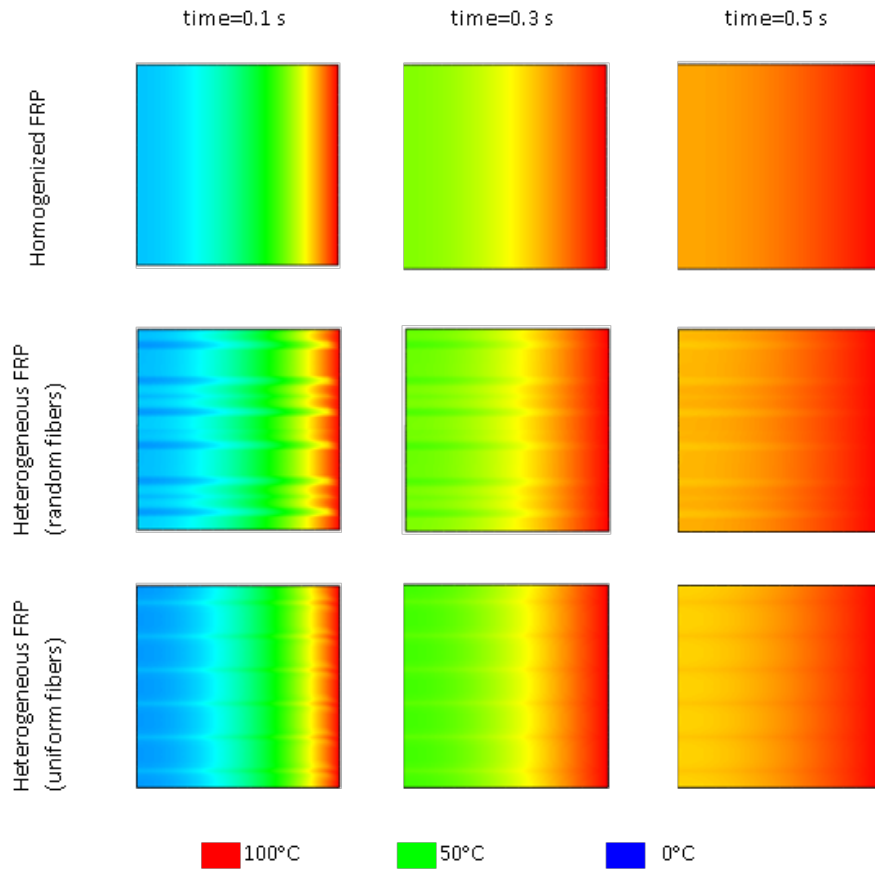 time=0.1 s
time=0.3 s
time=0.5 s
Homogenized FRP
Heterogeneous FRP
(random fibers)
Heterogeneous FRP
(uniform fibers)
100°C
50°C
0°C